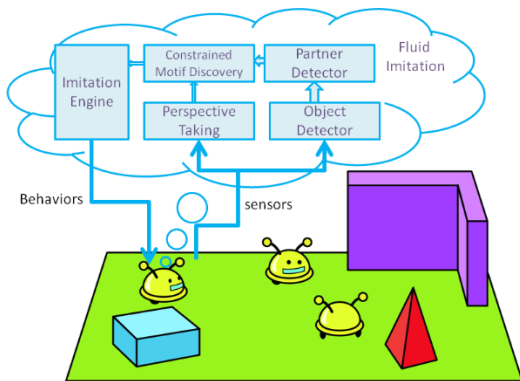 Fluid
Imitation
Imitation
Engine
Constrained
Motif Discovery
Partner
Detector
Perspective
Taking
Object
Detector
Behaviors
sensors